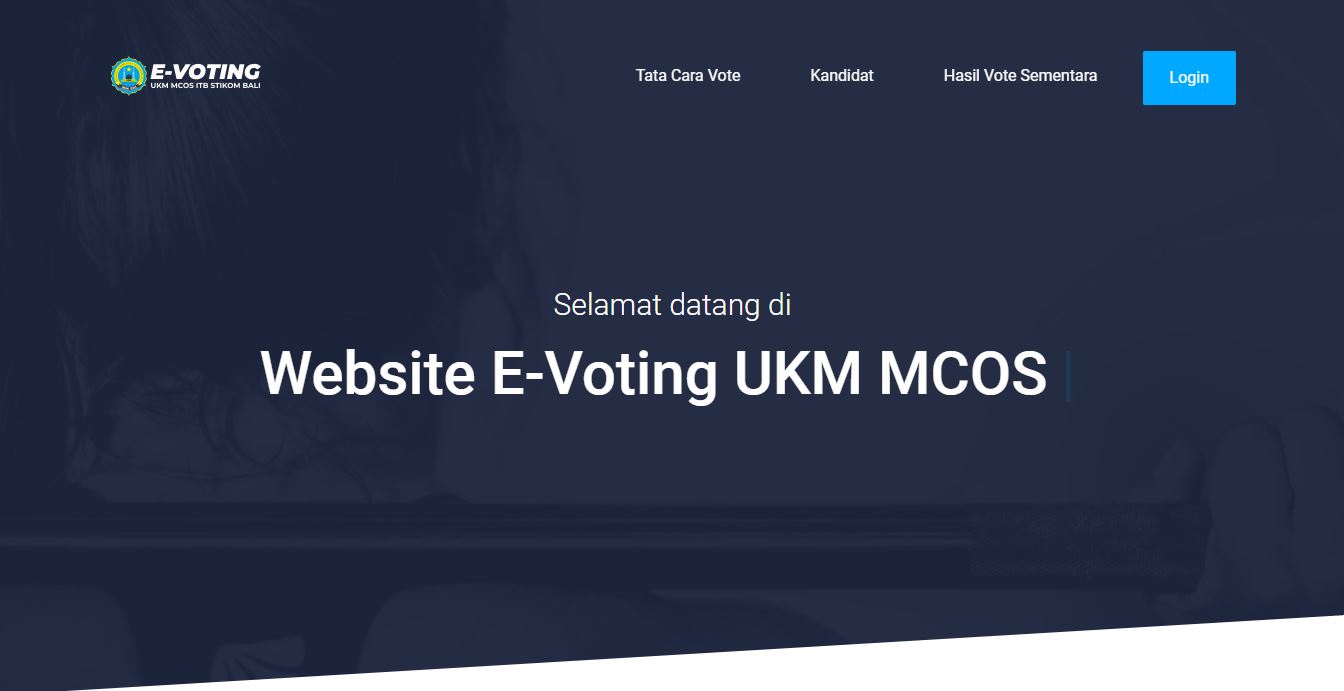 E-VOTING
UKM MCOS ITB STIKOM BALI
Tata Cara Vote
Kandidat
Hasil Vote Sementara
Login
Selamat datang di
Website E-Voting UKM MCOS